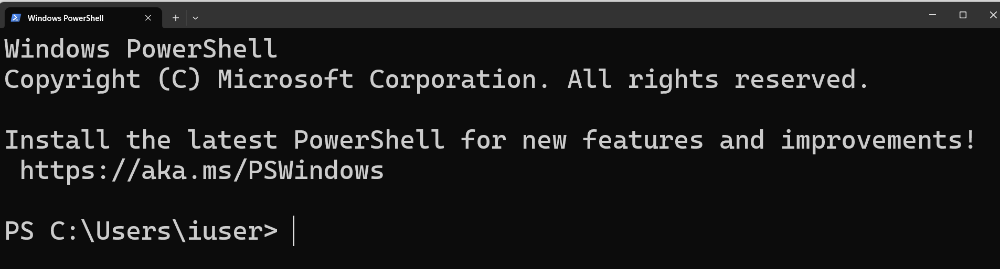 Windows PowerShell
Windows PowerShell
Copyright (C) Microsoft Corporation. All rights reserved.
Install the latest PowerShell for new features and improvements!
https://aka.ms/PSWindows
PS C:\Users\iuser>